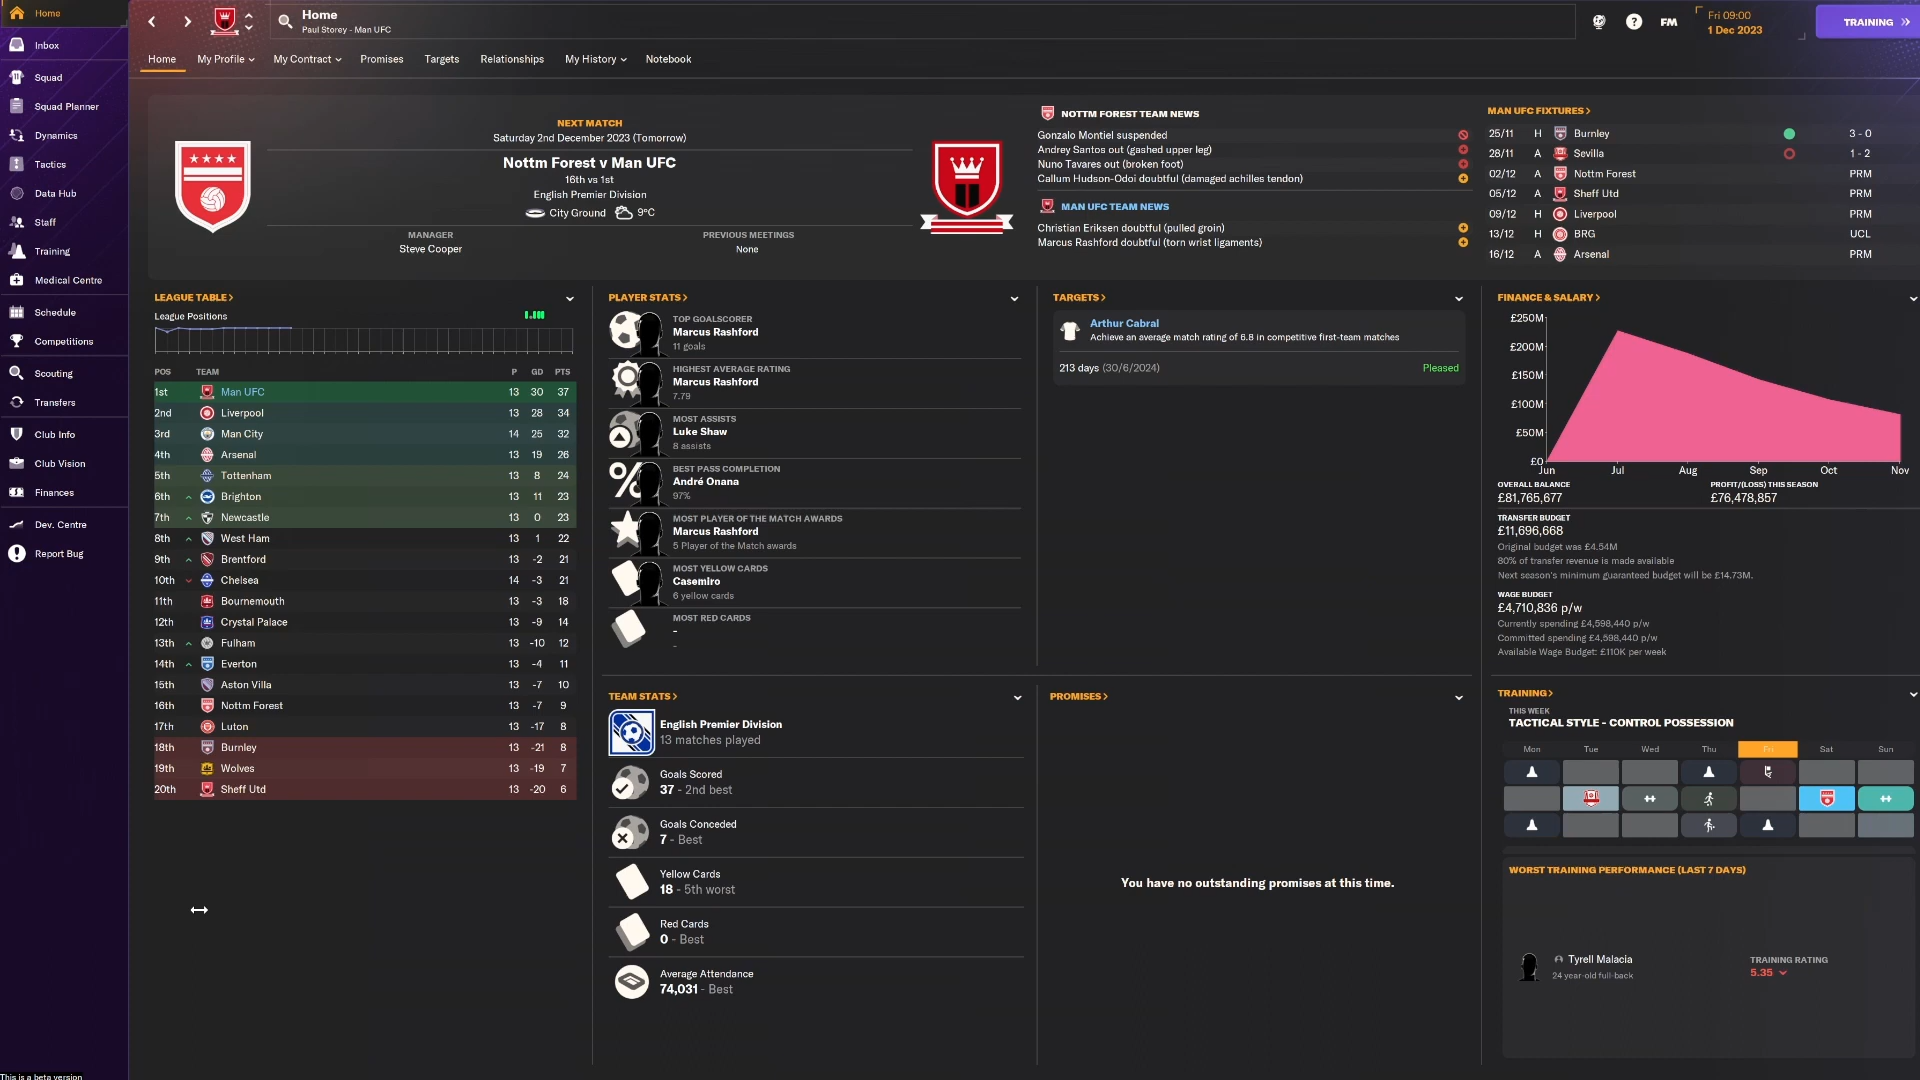 Home
Inbox
Squad
Squad Planner
Dynamics
Tactics
Data Hub
Staff
Training
Medical Centre
Schedule
Competitions
Scouting
Transfers
Club Info
Club Vision
Finances
Dev. Centre
Report Bug
This is a beta version
Home
Paul Storey - Man UFC
FM
Fri 09:00
1 Dec 2023
TRAINING
Home
My Profile
My Contract
Promises
Targets
Relationships
My History
Notebook
NEXT MATCH
Saturday 2nd December 2023 (Tomorrow)
Nottm Forest v Man UFC
16th vs 1st
English Premier Division
City Ground 9°C
MANAGER
Steve Cooper
PREVIOUS MEETINGS
None
NOTTM FOREST TEAM NEWS
Gonzalo Montiel suspended
Andrey Santos out (gashed upper leg)
Nuno Tavares out (broken foot)
Callum Hudson-Odoi doubtful (damaged achilles tendon)
MAN UFC TEAM NEWS
Christian Eriksen doubtful (pulled groin)
Marcus Rashford doubtful (torn wrist ligaments)
MAN UFC FIXTURES >
25/11 H Burnley 3 - 0
28/11 A Sevilla 1 - 2
02/12 A Nottm Forest PRM
05/12 A Sheff Utd PRM
09/12 H Liverpool PRM
13/12 H BRG UCL
16/12 A Arsenal PRM
LEAGUE TABLE >
League Positions
POS TEAM P GD PTS
1st Man UFC 13 30 37
2nd Liverpool 13 28 34
3rd Man City 14 25 32
4th Arsenal 13 19 26
5th Tottenham 13 8 24
6th Brighton 13 11 23
7th Newcastle 13 0 23
8th West Ham 13 1 22
9th Brentford 13 -2 21
10th Chelsea 14 -3 21
11th Bournemouth 13 -3 18
12th Crystal Palace 13 -9 14
13th Fulham 13 -10 12
14th Everton 13 -4 11
15th Aston Villa 13 -7 10
16th Nottm Forest 13 -7 9
17th Luton 13 -17 8
18th Burnley 13 -21 8
19th Wolves 13 -19 7
20th Sheff Utd 13 -20 6
PLAYER STATS >
TOP GOALSCORER
Marcus Rashford
11 goals
HIGHEST AVERAGE RATING
Marcus Rashford
7.79
MOST ASSISTS
Luke Shaw
8 assists
BEST PASS COMPLETION
André Onana
97%
MOST PLAYER OF THE MATCH AWARDS
Marcus Rashford
5 Player of the Match awards
MOST YELLOW CARDS
Casemiro
6 yellow cards
MOST RED CARDS
-
-
TARGETS >
Arthur Cabral
Achieve an average match rating of 6.8 in competitive first-team matches
213 days (30/6/2024) Pleased
TEAM STATS >
English Premier Division
13 matches played
Goals Scored
37 - 2nd best
Goals Conceded
7 - Best
Yellow Cards
18 - 5th worst
Red Cards
0 - Best
Average Attendance
74,031 - Best
PROMISES >
You have no outstanding promises at this time.
FINANCE & SALARY >
£250M
£200M
£150M
£100M
£50M
£0
Jun Jul Aug Sep Oct Nov
OVERALL BALANCE
£81,765,677
PROFIT/(LOSS) THIS SEASON
£76,478,857
TRANSFER BUDGET
£11,696,668
Original budget was £4.54M
80% of transfer revenue is made available
Next season's minimum guaranteed budget will be £14.73M.
WAGE BUDGET
£4,710,836 p/w
Currently spending £4,598,440 p/w
Committed spending £4,598,440 p/w
Available Wage Budget: £110K per week
TRAINING >
THIS WEEK
TACTICAL STYLE - CONTROL POSSESSION
Mon Tue Wed Thu Fri Sat Sun
WORST TRAINING PERFORMANCE (LAST 7 DAYS)
Tyrell Malacia
24 year-old full-back
TRAINING RATING
5.35